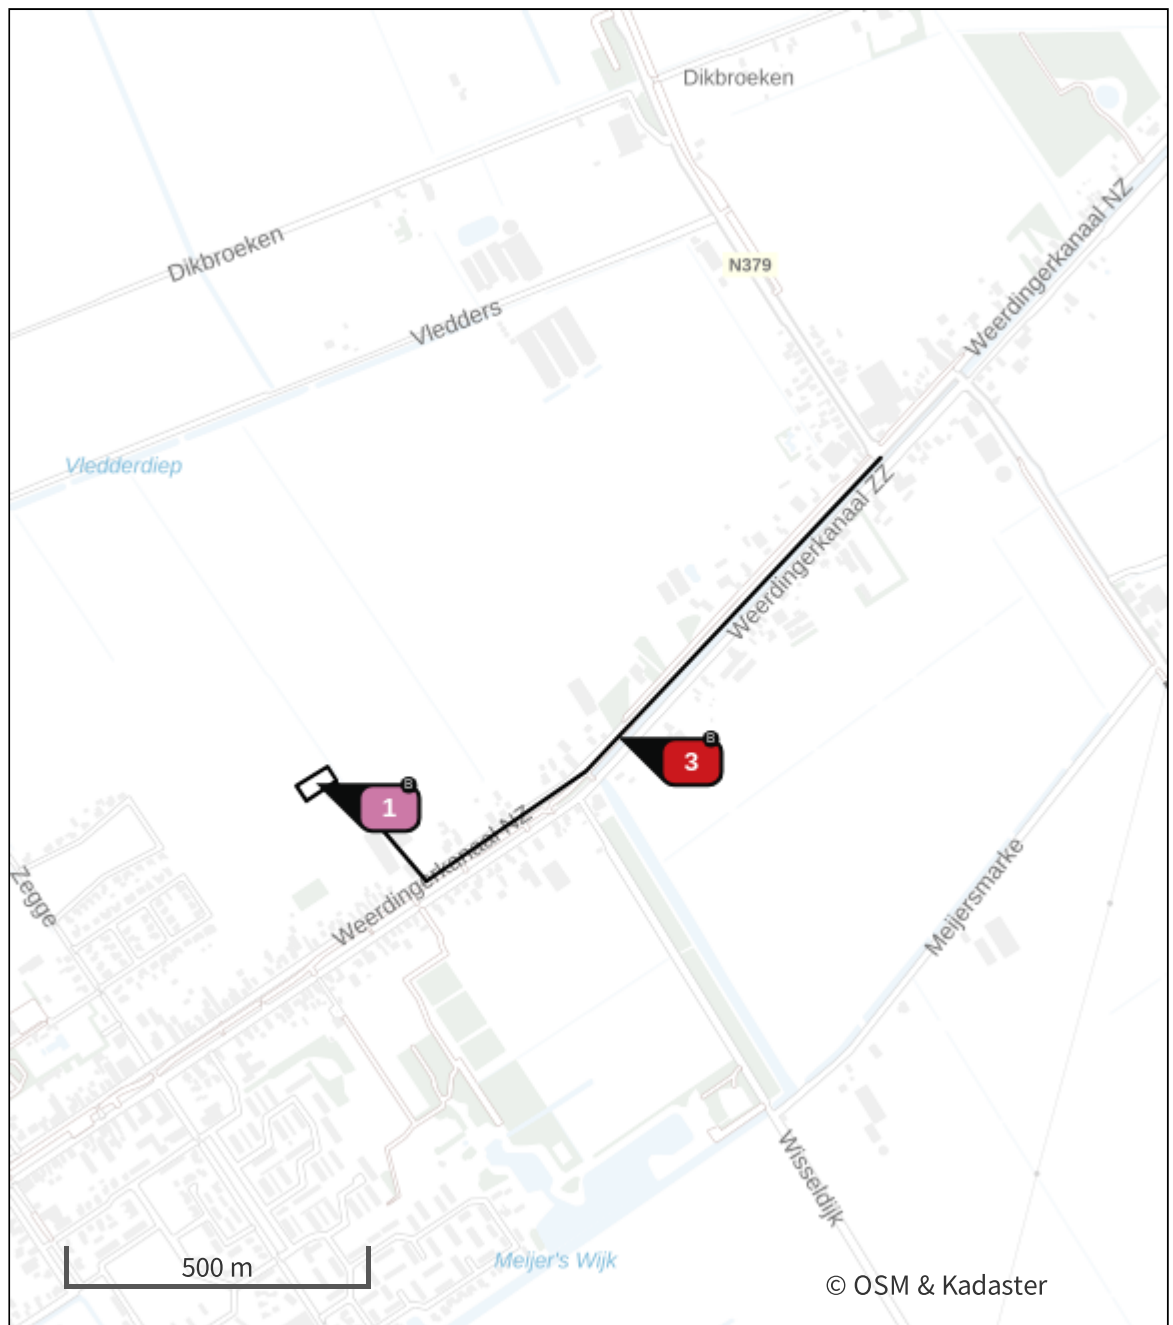 Dikbroeken
Weerdingerkanaal NZ
Dikbroeken
N379
Vledders
Vledderdiep
Weerdingerkanaal ZZ
3
B
1
B
Weerdingerkanaal NZ
Zegge
Meijersmarke
Wisseldijk
Meijer's Wijk
500 m
© OSM & Kadaster